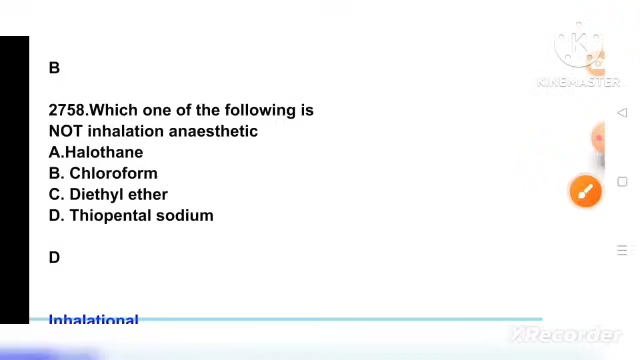 B
2758.Which one of the following is
NOT inhalation anaesthetic
A.Halothane
B. Chloroform
C. Diethyl ether
D. Thiopental sodium
D
Inhalational
KINEMASTER
XRecorder